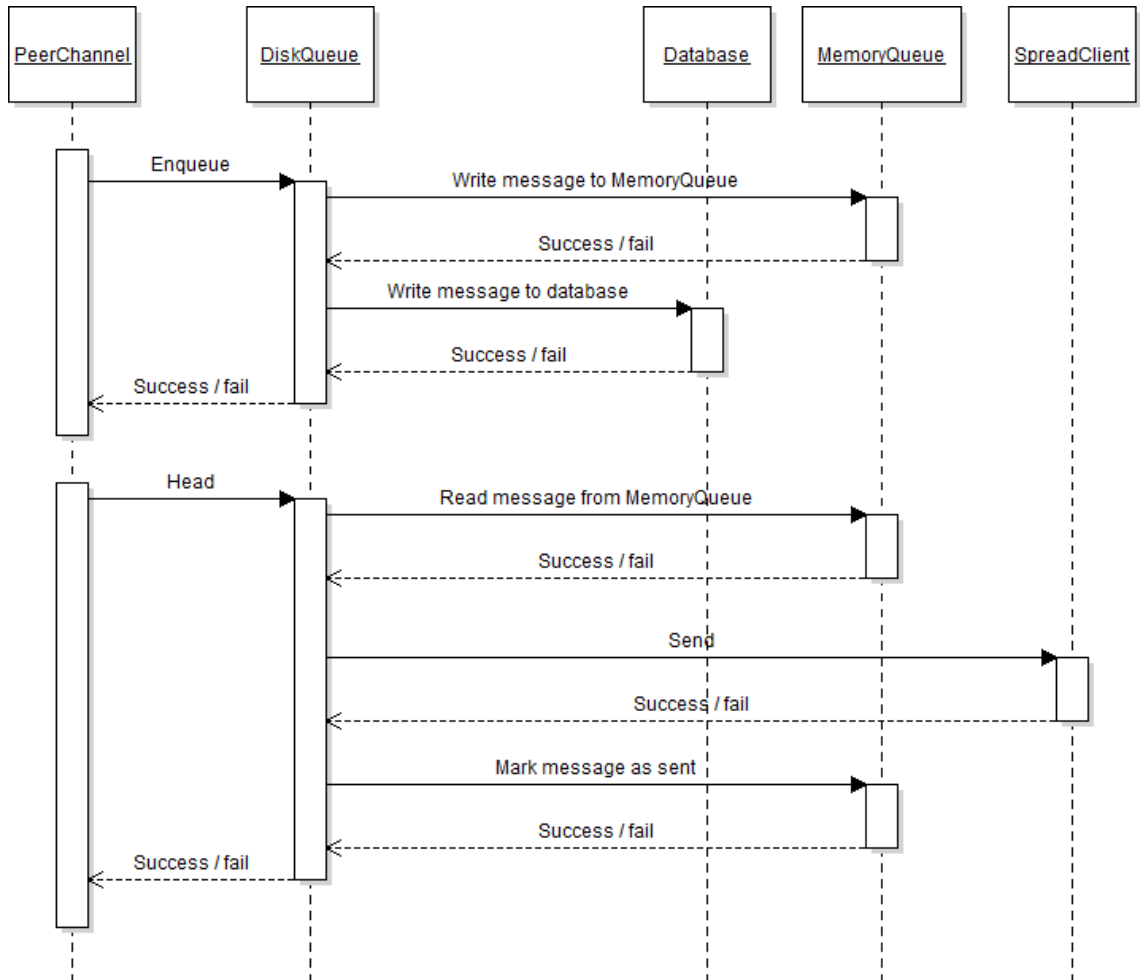 PeerChannel
DiskQueue
Database
MemoryQueue
SpreadClient
Enqueue
Write message to MemoryQueue
Success / fail
Write message to database
Success / fail
Success / fail
Head
Read message from MemoryQueue
Success / fail
Send
Success / fail
Mark message as sent
Success / fail
Success / fail